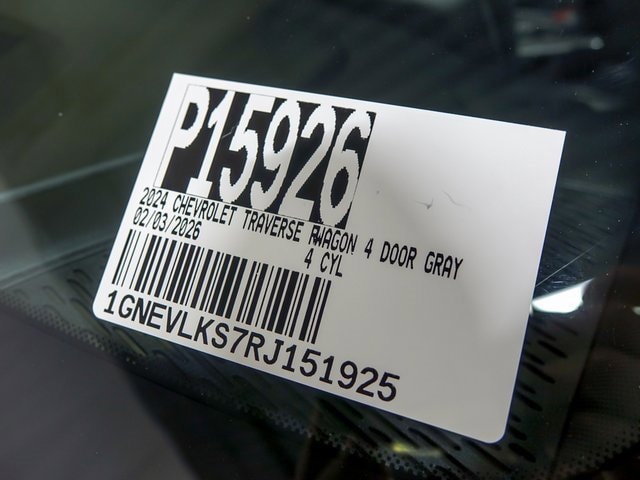 P15926
2024 CHEVROLET TRAVERSE WAGON 4 DOOR GRAY
02/03/2026 4 CYL
1GNEVLKS7RJ151925